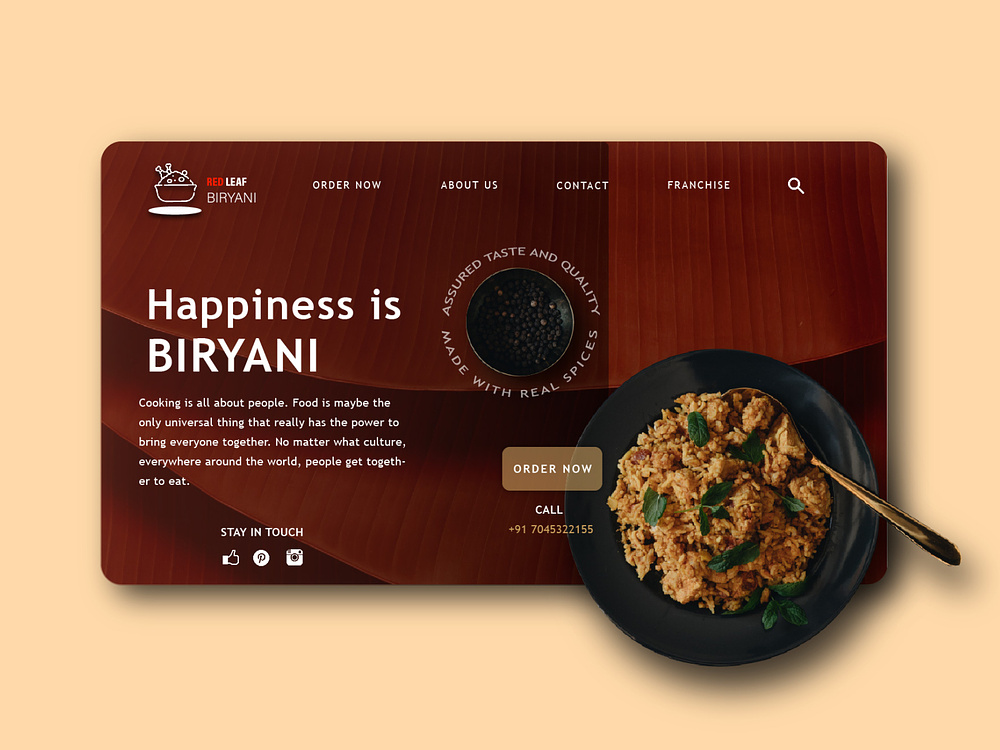 RED LEAF
BIRYANI
ORDER NOW
ABOUT US
CONTACT
FRANCHISE
ASSURED TASTE AND QUALITY
MADE WITH REAL SPICES
Happiness is
BIRYANI
Cooking is all about people. Food is maybe the
only universal thing that really has the power to
bring everyone together. No matter what culture,
everywhere around the world, people get togeth-
er to eat.
ORDER NOW
CALL
+91 7045322155
STAY IN TOUCH